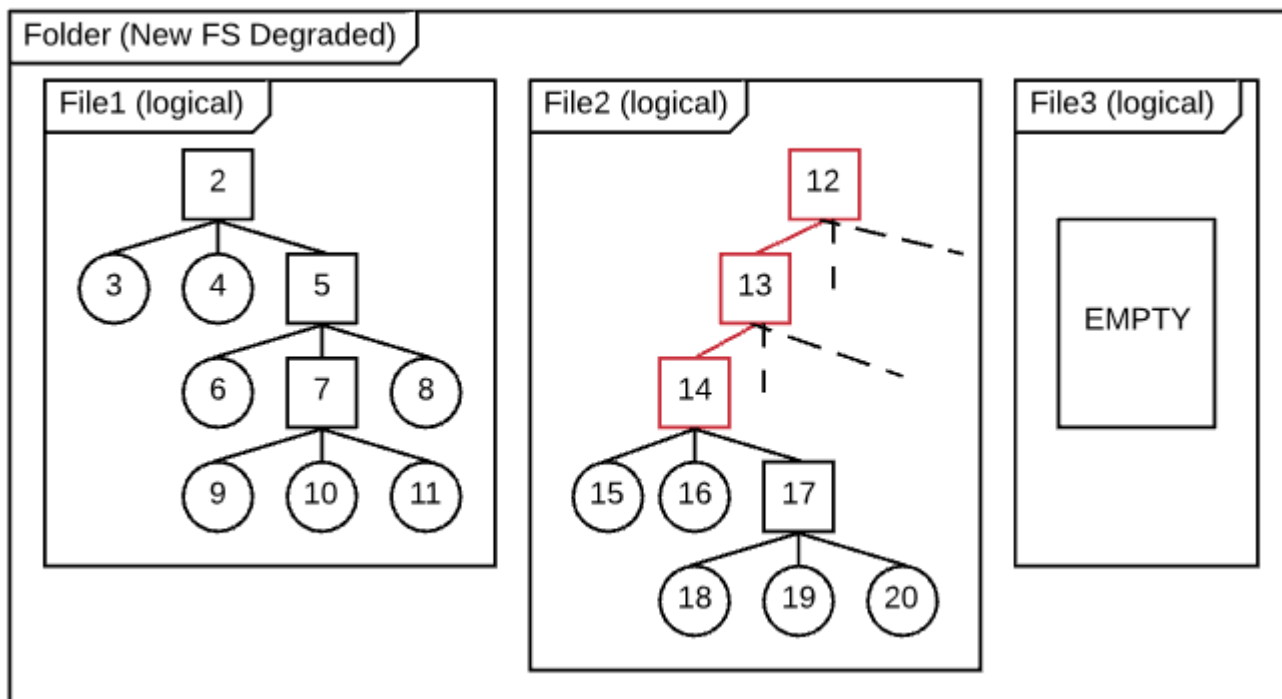 Folder (New FS Degraded)
File1 (logical)
2
3 4 5
6 7 8
9 10 11
File2 (logical)
12
13
14
15 16 17
18 19 20
File3 (logical)
EMPTY